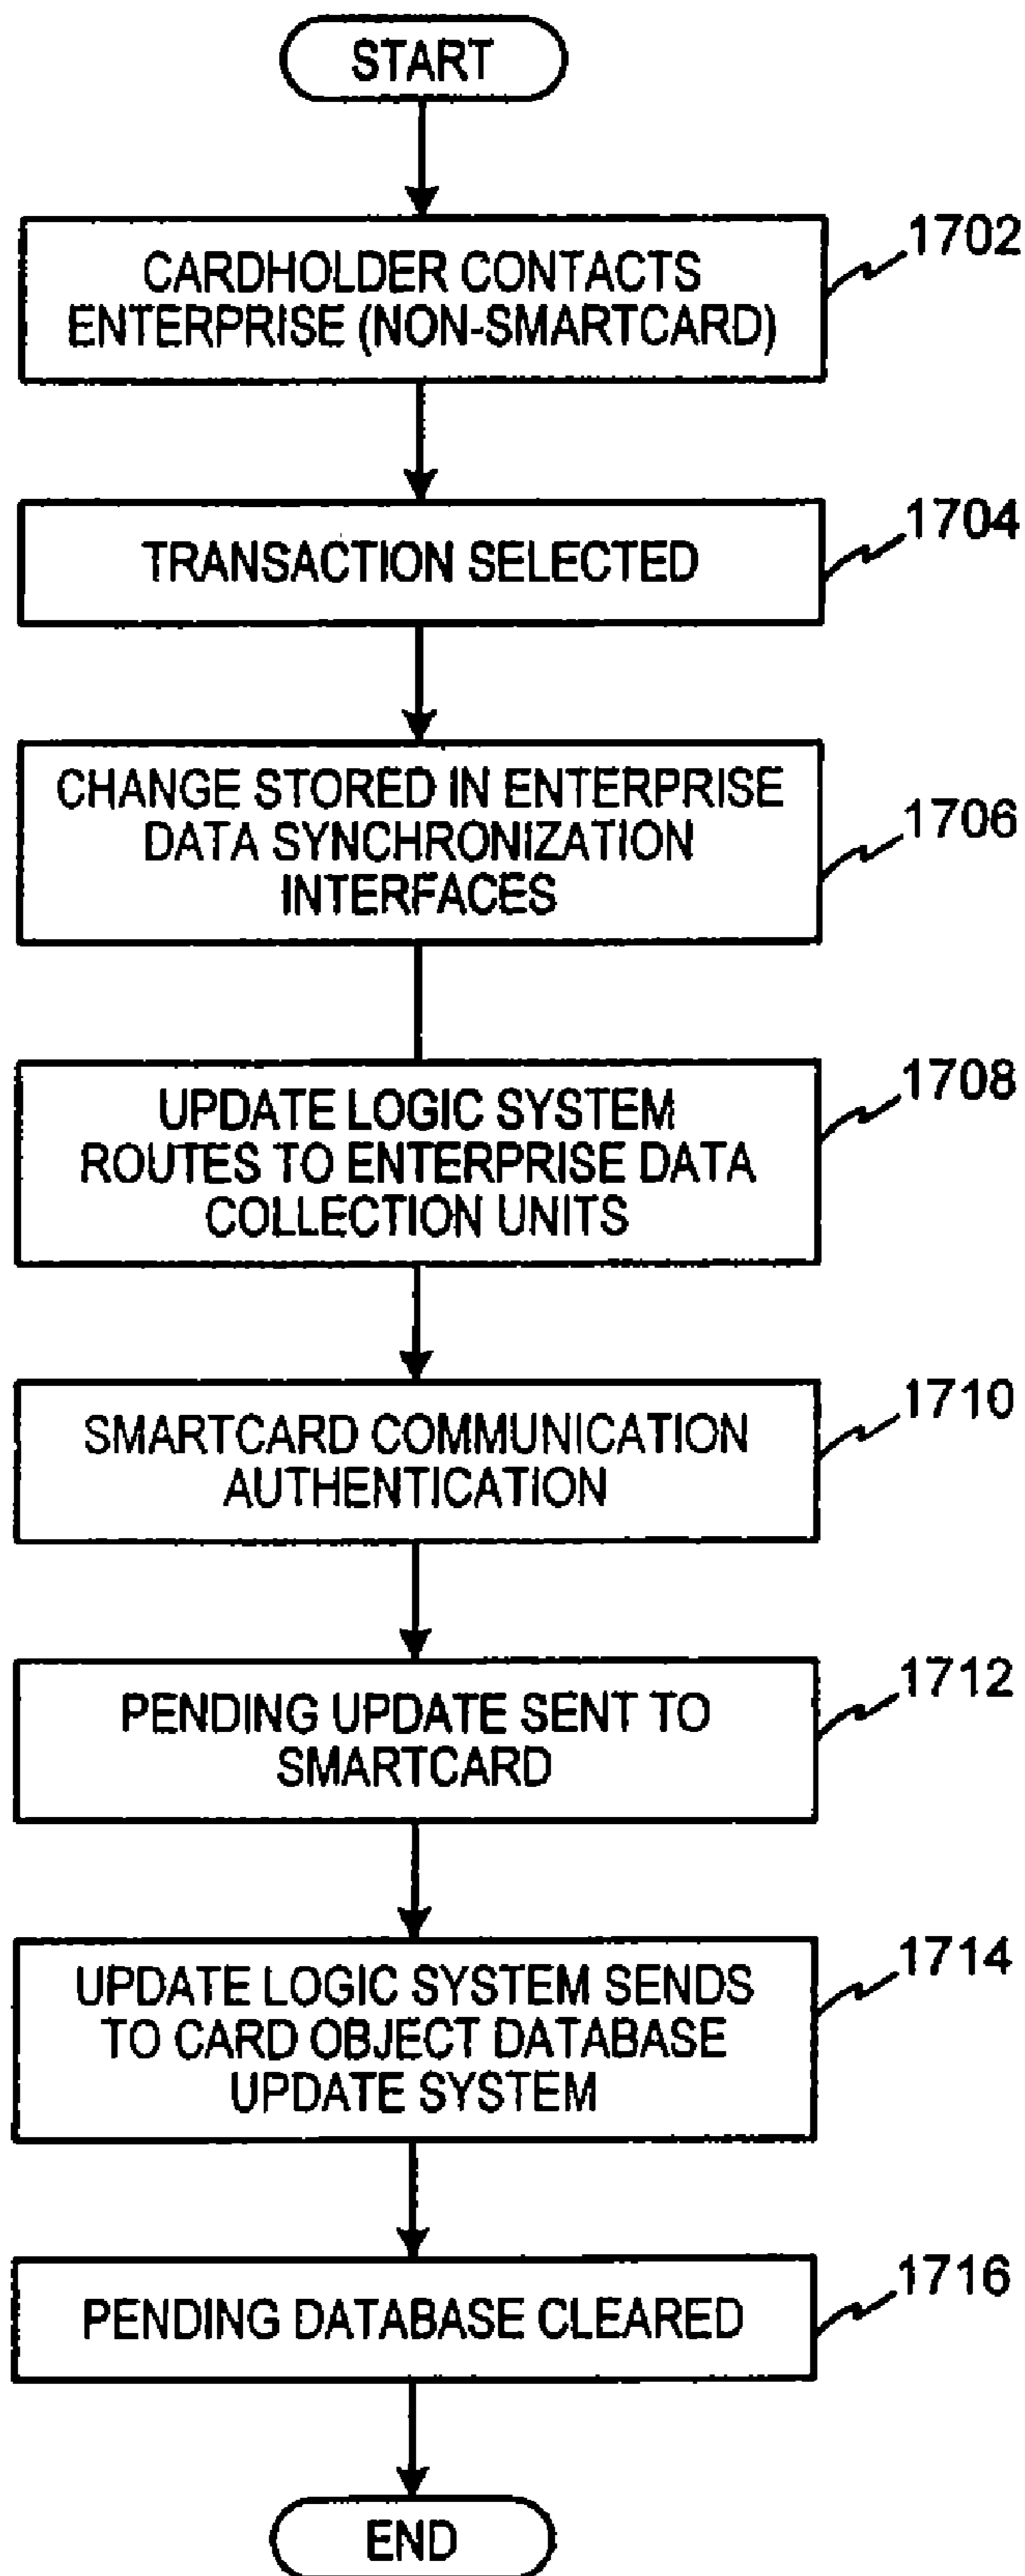 START
CARDHOLDER CONTACTS
ENTERPRISE (NON-SMARTCARD)
1702
TRANSACTION SELECTED
1704
CHANGE STORED IN ENTERPRISE
DATA SYNCHRONIZATION
INTERFACES
1706
UPDATE LOGIC SYSTEM
ROUTES TO ENTERPRISE DATA
COLLECTION UNITS
1708
SMARTCARD COMMUNICATION
AUTHENTICATION
1710
PENDING UPDATE SENT TO
SMARTCARD
1712
UPDATE LOGIC SYSTEM SENDS
TO CARD OBJECT DATABASE
UPDATE SYSTEM
1714
PENDING DATABASE CLEARED
1716
END